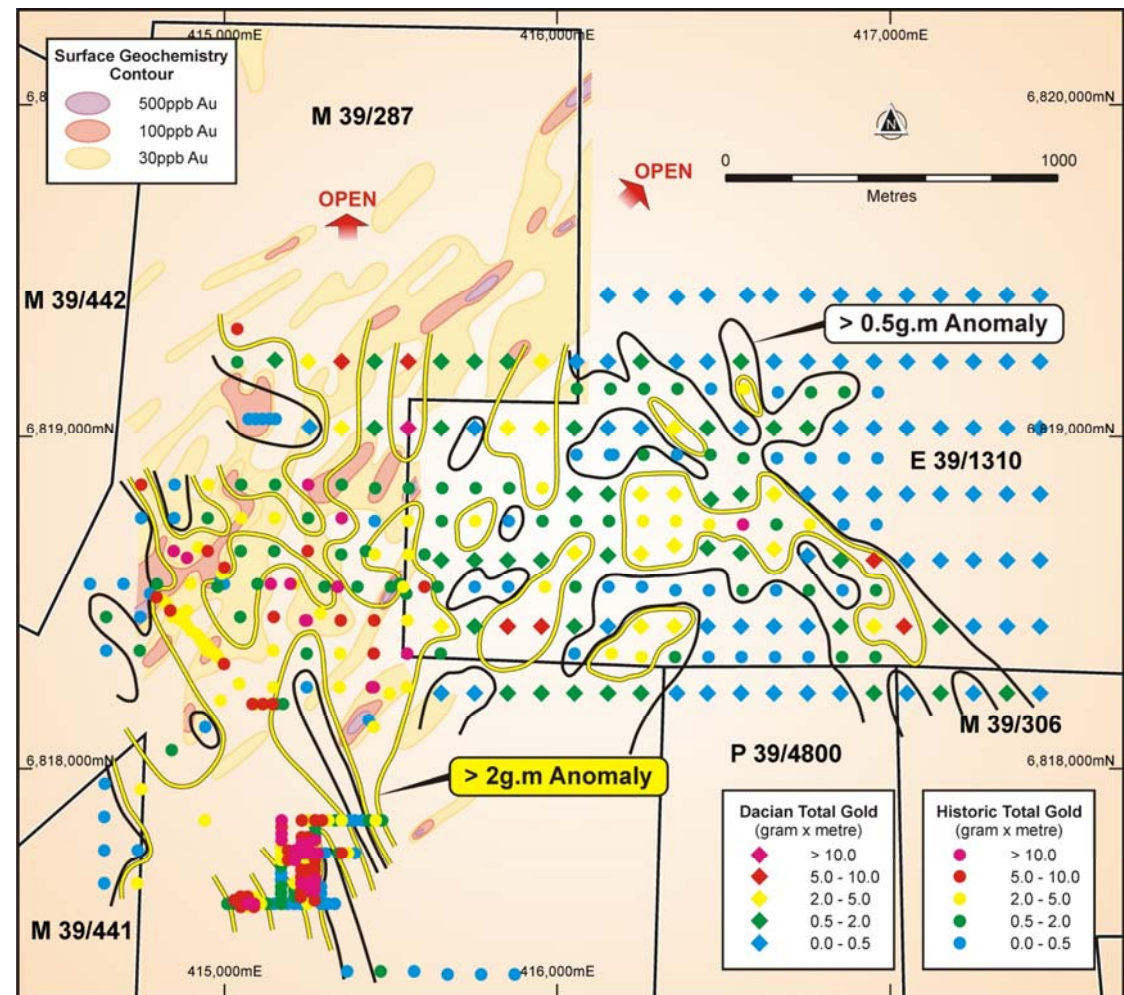 415,000mE
416,000mE
417,000mE
Surface Geochemistry
Contour
500ppb Au
100ppb Au
30ppb Au
6,8
6,820,000mN
M 39/287
N
0
1000
Metres
OPEN
OPEN
M 39/442
> 0.5g.m Anomaly
6,819,000mN
6,819,000mN
E 39/1310
M 39/306
6,818,000mN
6,818,000mN
P 39/4800
> 2g.m Anomaly
Dacian Total Gold
(gram x metre)
> 10.0
5.0 - 10.0
2.0 - 5.0
0.5 - 2.0
0.0 - 0.5
Historic Total Gold
(gram x metre)
> 10.0
5.0 - 10.0
2.0 - 5.0
0.5 - 2.0
0.0 - 0.5
M 39/441
415,000mE
416,000mE